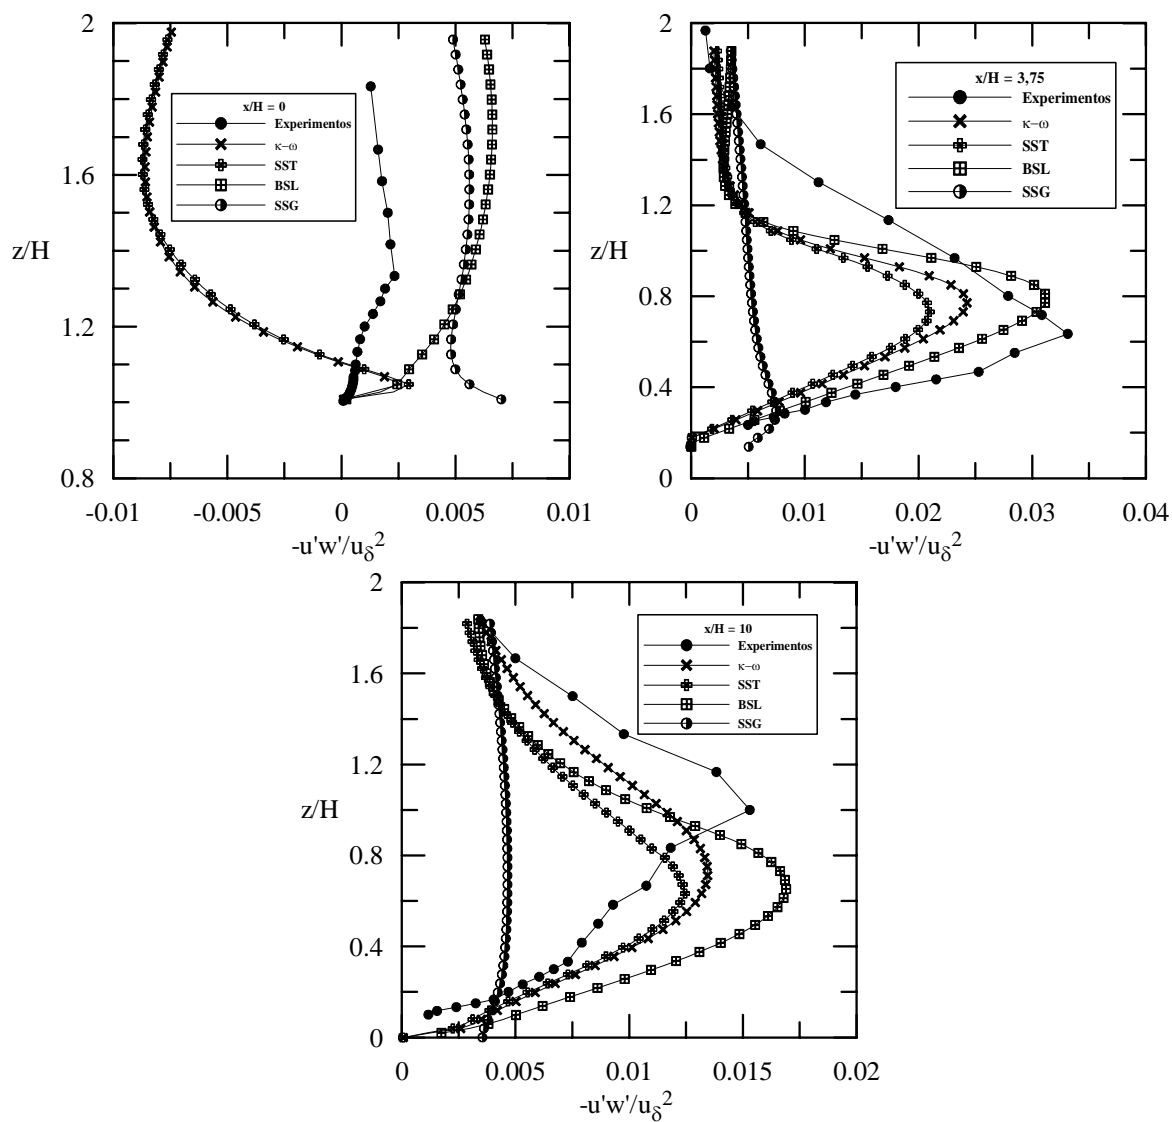 2
1.6
1.2
0.8
z/H
-0.01
-0.005
0
0.005
0.01
-u'w'/uδ²
x/H = 0
Experimentos
κ−ω
SST
BSL
SSG
2
1.6
1.2
0.8
0.4
0
z/H
0
0.01
0.02
0.03
0.04
-u'w'/uδ²
x/H = 3,75
Experimentos
κ−ω
SST
BSL
SSG
2
1.6
1.2
0.8
0.4
0
z/H
0
0.005
0.01
0.015
0.02
-u'w'/uδ²
x/H = 10
Experimentos
κ−ω
SST
BSL
SSG